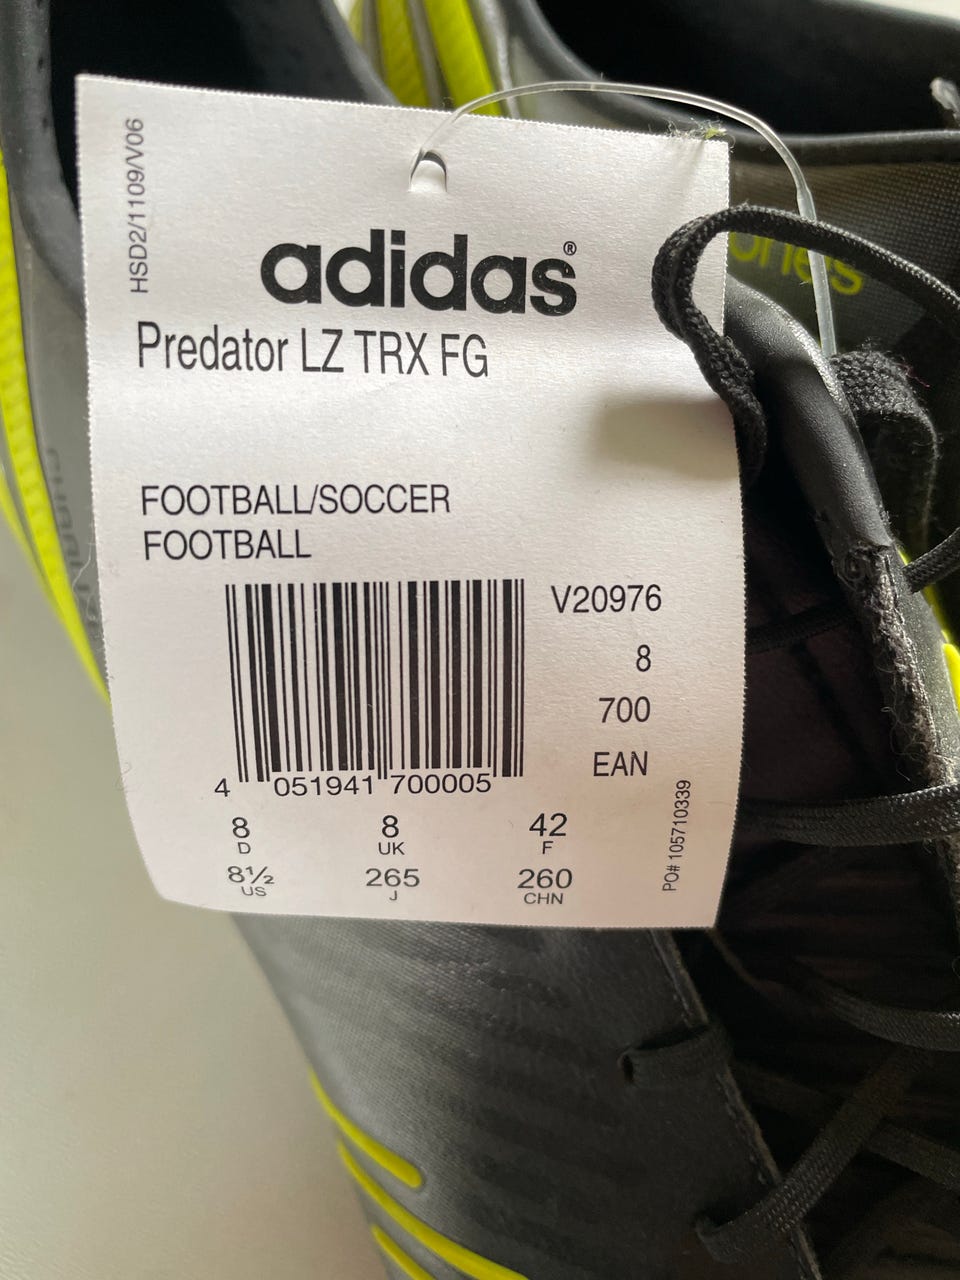 HSD2/1109/V06
adidas®
Predator LZ TRX FG
FOOTBALL/SOCCER
FOOTBALL
V20976
8
700
EAN
4 051941 700005
8 8 42
D UK F
8½ 265 260
US J CHN
PO# 105710339